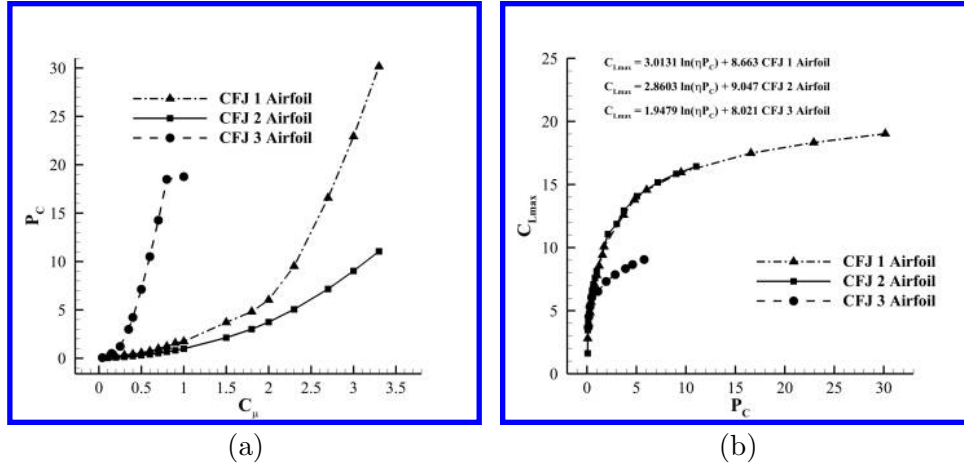 30
25
20
15
10
5
0
P_C
CFJ 1 Airfoil
CFJ 2 Airfoil
CFJ 3 Airfoil
0 0.5 1 1.5 2 2.5 3 3.5
C_μ
(a)
25
20
15
10
5
0
C_Lmax
C_Lmax = 3.0131 ln(ηP_C) + 8.663 CFJ 1 Airfoil
C_Lmax = 2.8603 ln(ηP_C) + 9.047 CFJ 2 Airfoil
C_Lmax = 1.9479 ln(ηP_C) + 8.021 CFJ 3 Airfoil
CFJ 1 Airfoil
CFJ 2 Airfoil
CFJ 3 Airfoil
0 5 10 15 20 25 30
P_C
(b)